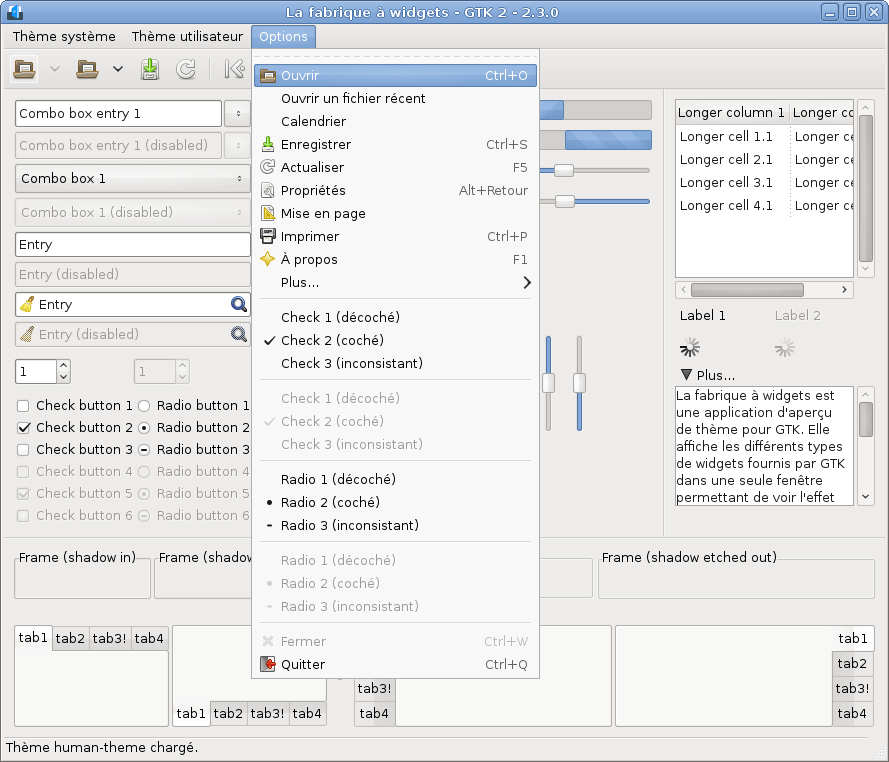 La fabrique à widgets - GTK 2 - 2.3.0
Thème système Thème utilisateur Options
Ouvrir Ctrl+O
Ouvrir un fichier récent
Calendrier
Enregistrer Ctrl+S
Actualiser F5
Propriétés Alt+Retour
Mise en page
Imprimer Ctrl+P
À propos F1
Plus...
Check 1 (décoché)
Check 2 (coché)
Check 3 (inconsistant)
Check 1 (décoché)
Check 2 (coché)
Check 3 (inconsistant)
Radio 1 (décoché)
Radio 2 (coché)
Radio 3 (inconsistant)
Radio 1 (décoché)
Radio 2 (coché)
Radio 3 (inconsistant)
Fermer Ctrl+W
Quitter Ctrl+Q
Combo box entry 1
Combo box entry 1 (disabled)
Combo box 1
Combo box 1 (disabled)
Entry
Entry (disabled)
Entry
Entry (disabled)
1 1
Check button 1 Radio button 1
Check button 2 Radio button 2
Check button 3 Radio button 3
Check button 4 Radio button 4
Check button 5 Radio button 5
Check button 6 Radio button 6
Longer column 1 Longer co
Longer cell 1.1 Longer ce
Longer cell 2.1 Longer ce
Longer cell 3.1 Longer ce
Longer cell 4.1 Longer ce
Label 1 Label 2
Plus...
La fabrique à widgets est
une application d'aperçu
de thème pour GTK. Elle
affiche les différents types
de widgets fournis par GTK
dans une seule fenêtre
permettant de voir l'effet
Frame (shadow in) Frame (shadow Frame (shadow etched out)
tab1 tab2 tab3! tab4
tab1 tab2 tab3! tab4
tab3!
tab4
tab1
tab2
tab3!
tab4
Thème human-theme chargé.